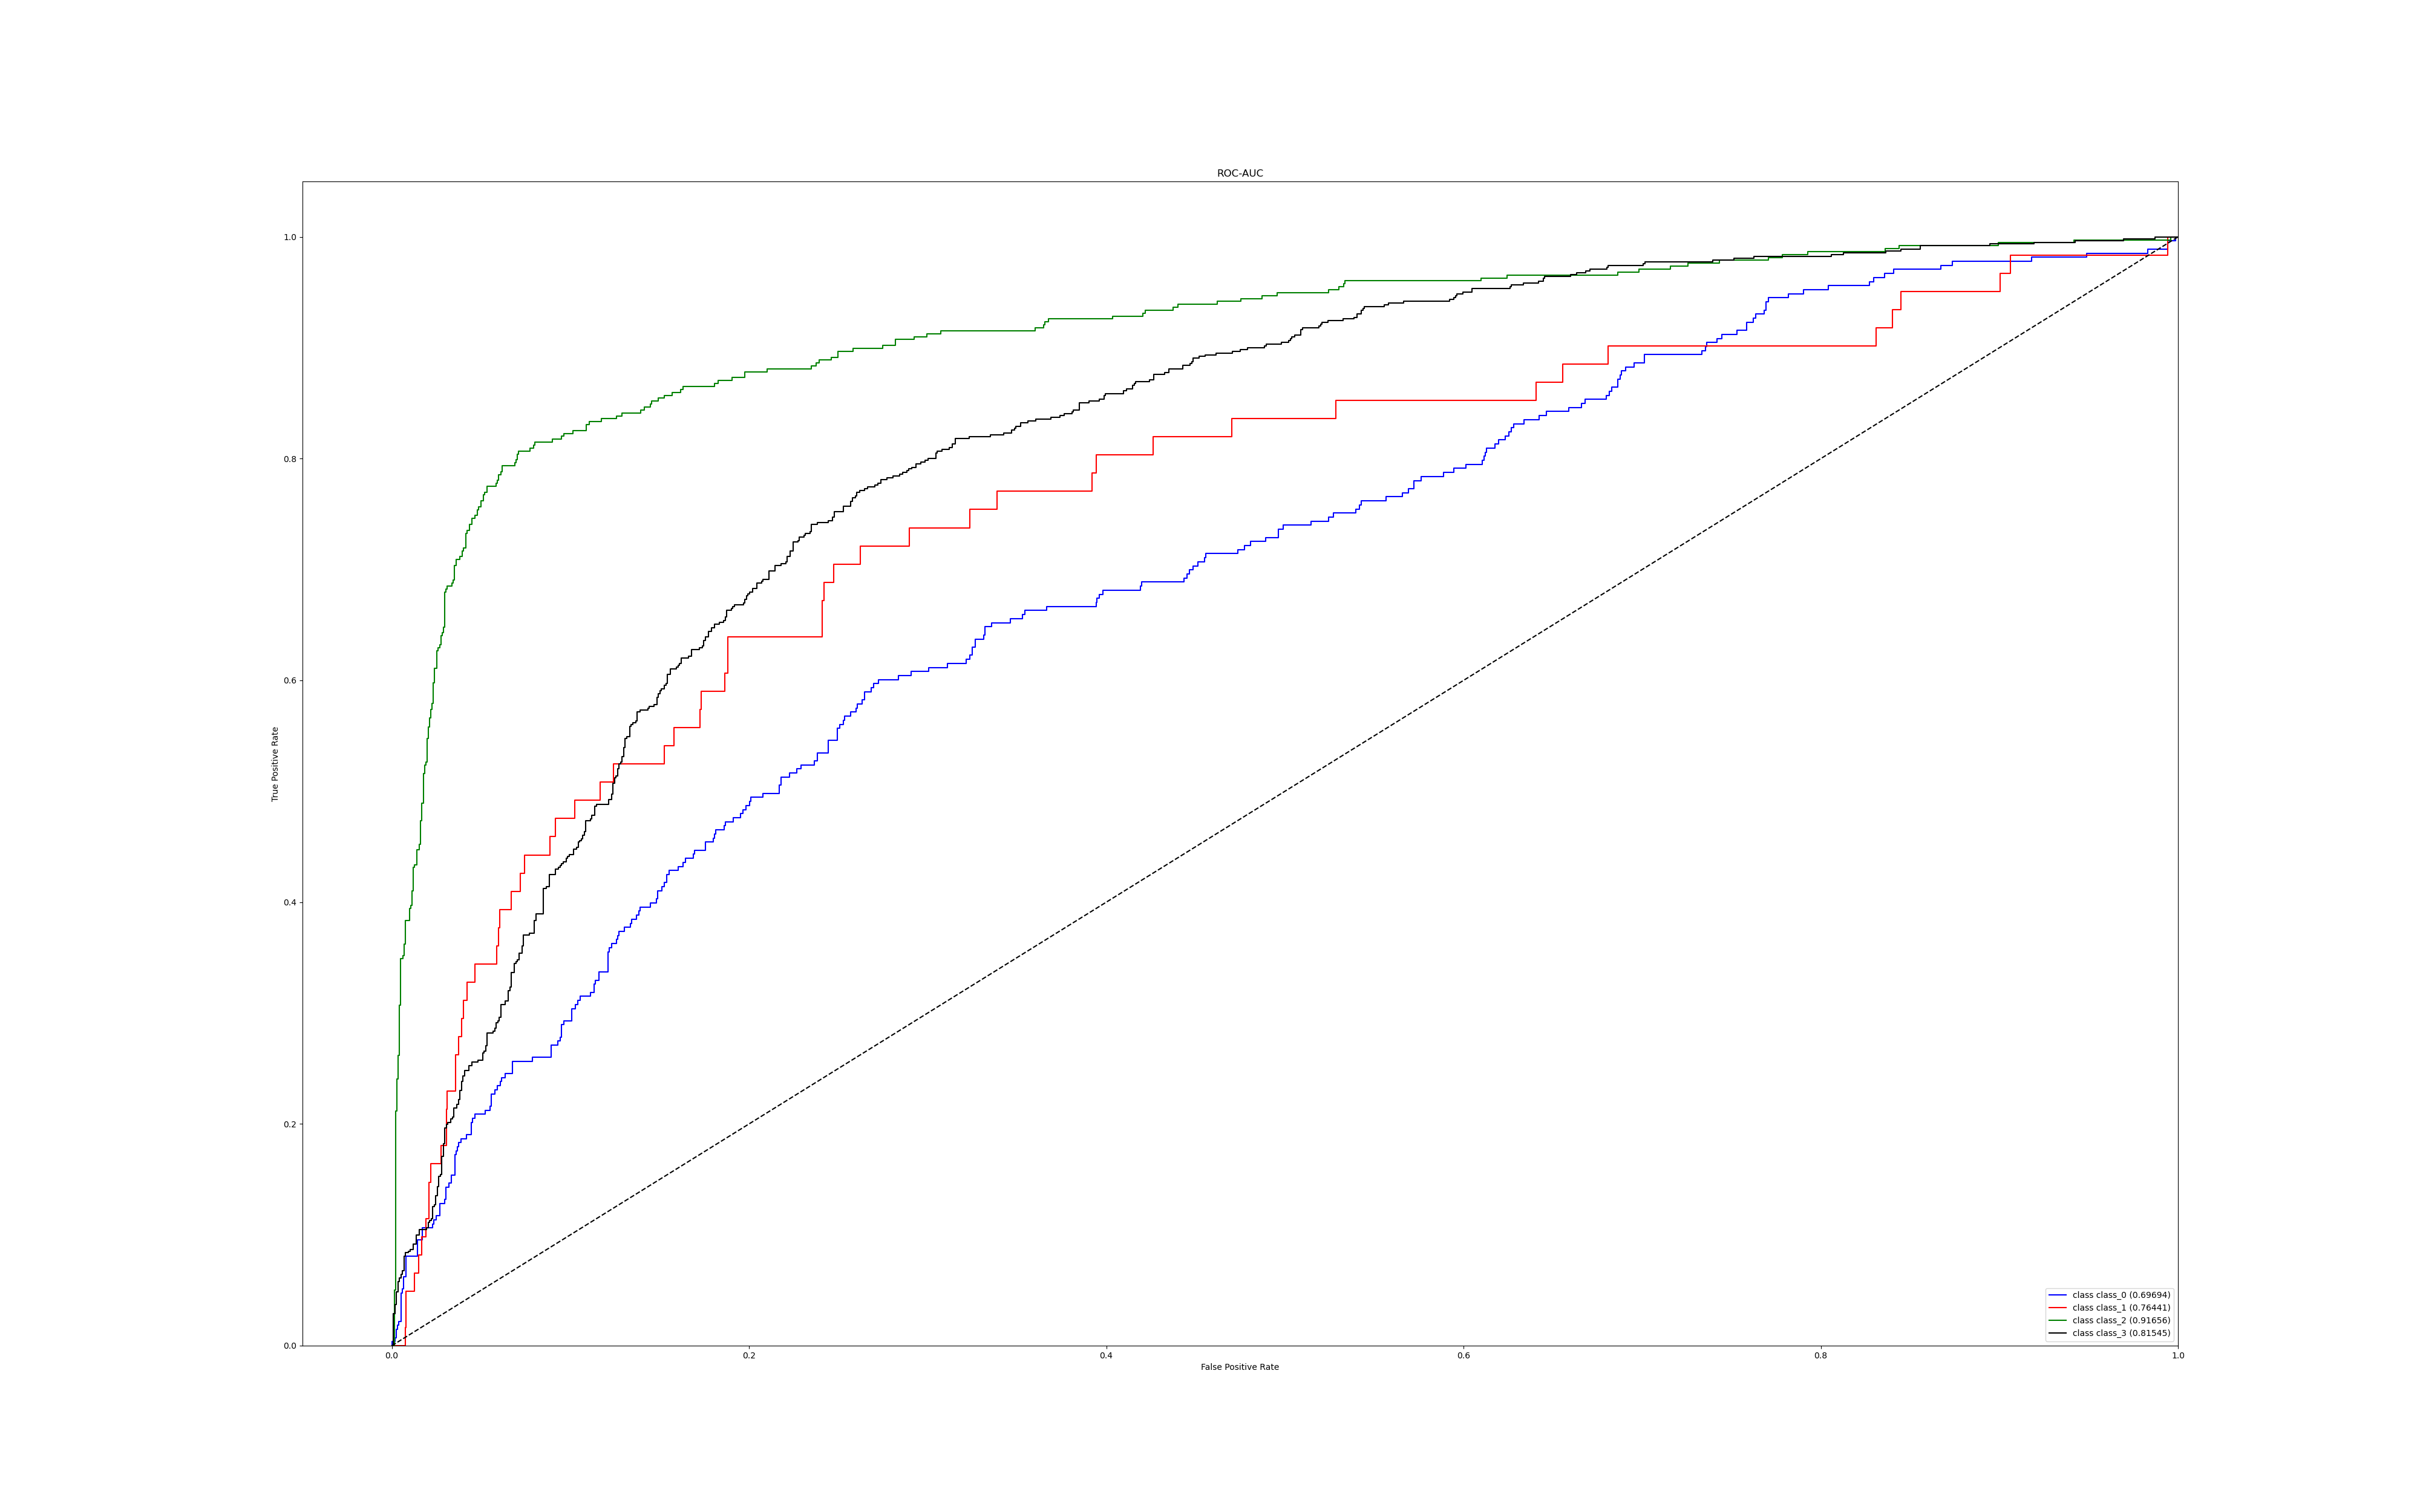 ROC-AUC
1.0
0.8
0.6
0.4
0.2
0.0
True Positive Rate
0.0 0.2 0.4 0.6 0.8 1.0
False Positive Rate
class class_0 (0.69694)
class class_1 (0.76441)
class class_2 (0.91656)
class class_3 (0.81545)